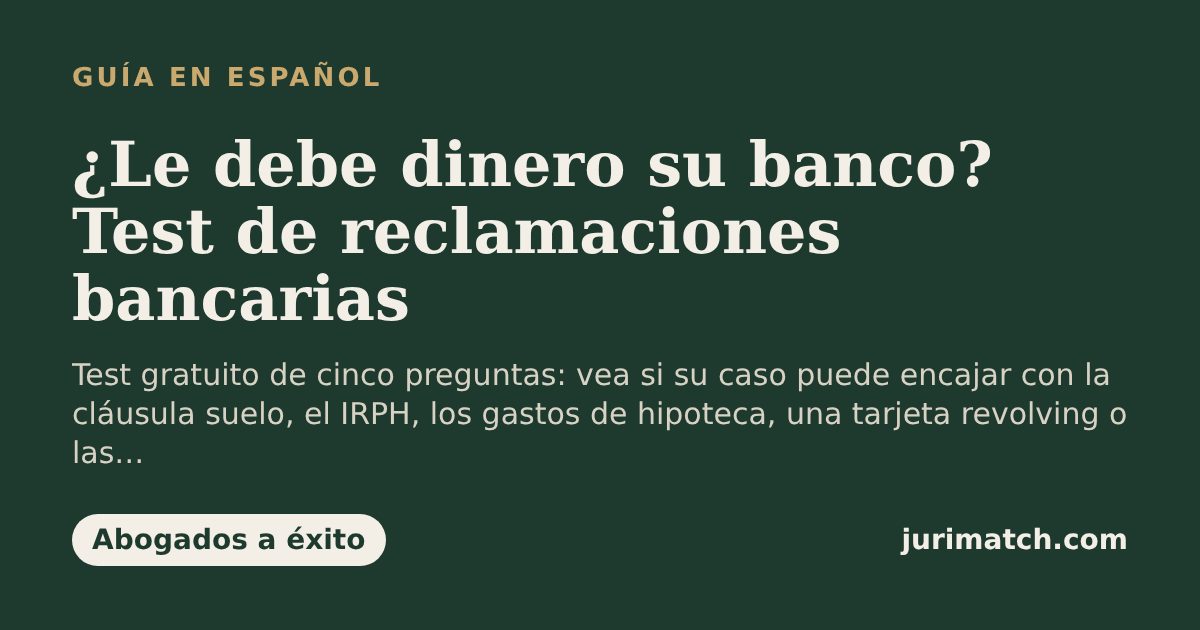 GUÍA EN ESPAÑOL
¿Le debe dinero su banco?
Test de reclamaciones
bancarias
Test gratuito de cinco preguntas: vea si su caso puede encajar con la
cláusula suelo, el IRPH, los gastos de hipoteca, una tarjeta revolving o
las...
Abogados a éxito
jurimatch.com